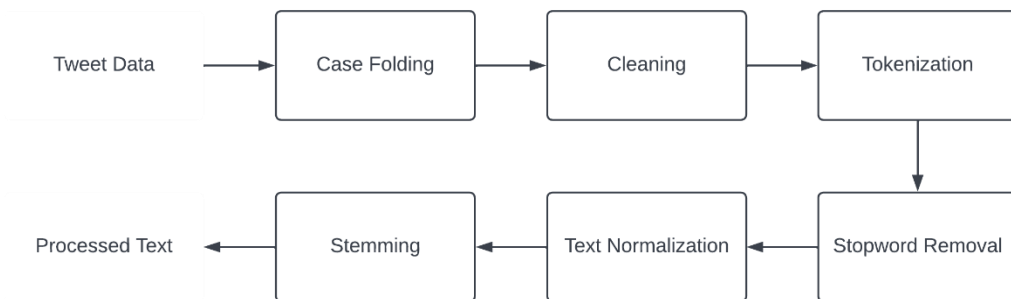 Tweet Data
Case Folding
Cleaning
Tokenization
Stopword Removal
Text Normalization
Stemming
Processed Text